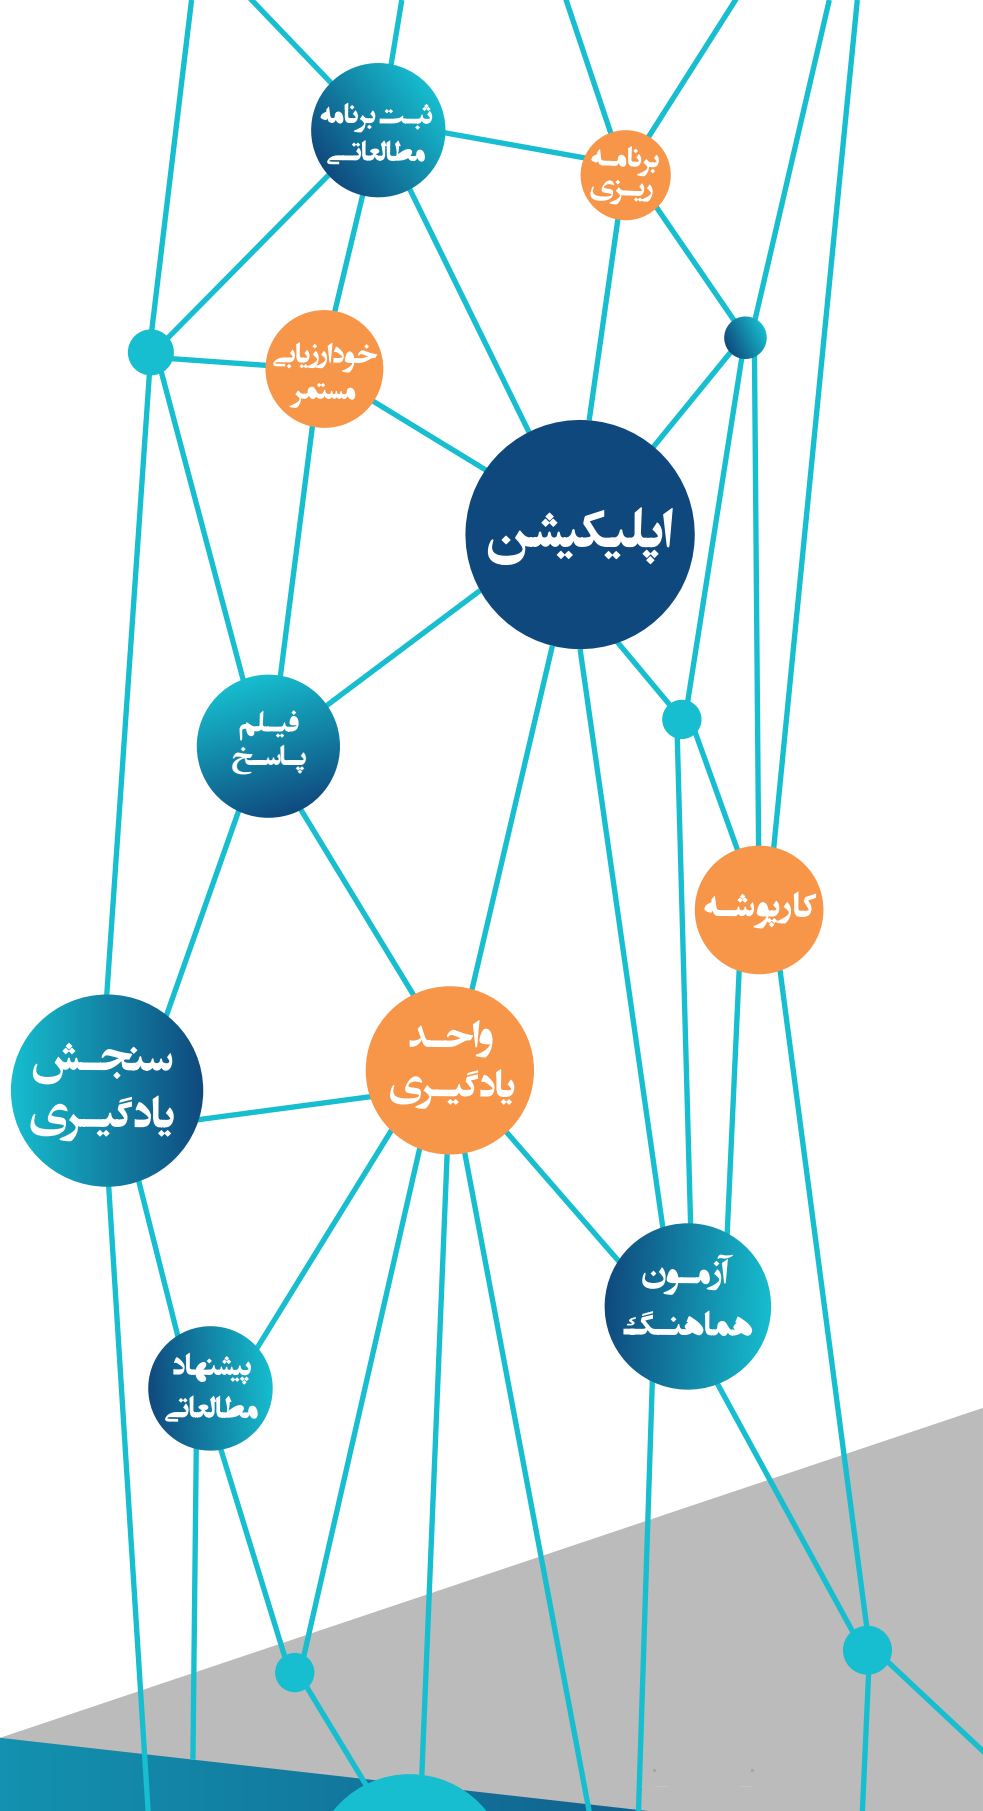 ثبت برنامه
مطالعاتی
برنامه
ریزی
خودارزیابی
مستمر
اپلیکیشن
فیلم
پاسخ
کارپوشه
واحد
یادگیری
سنجش
یادگیری
آزمون
هماهنگ
پیشنهاد
مطالعاتی